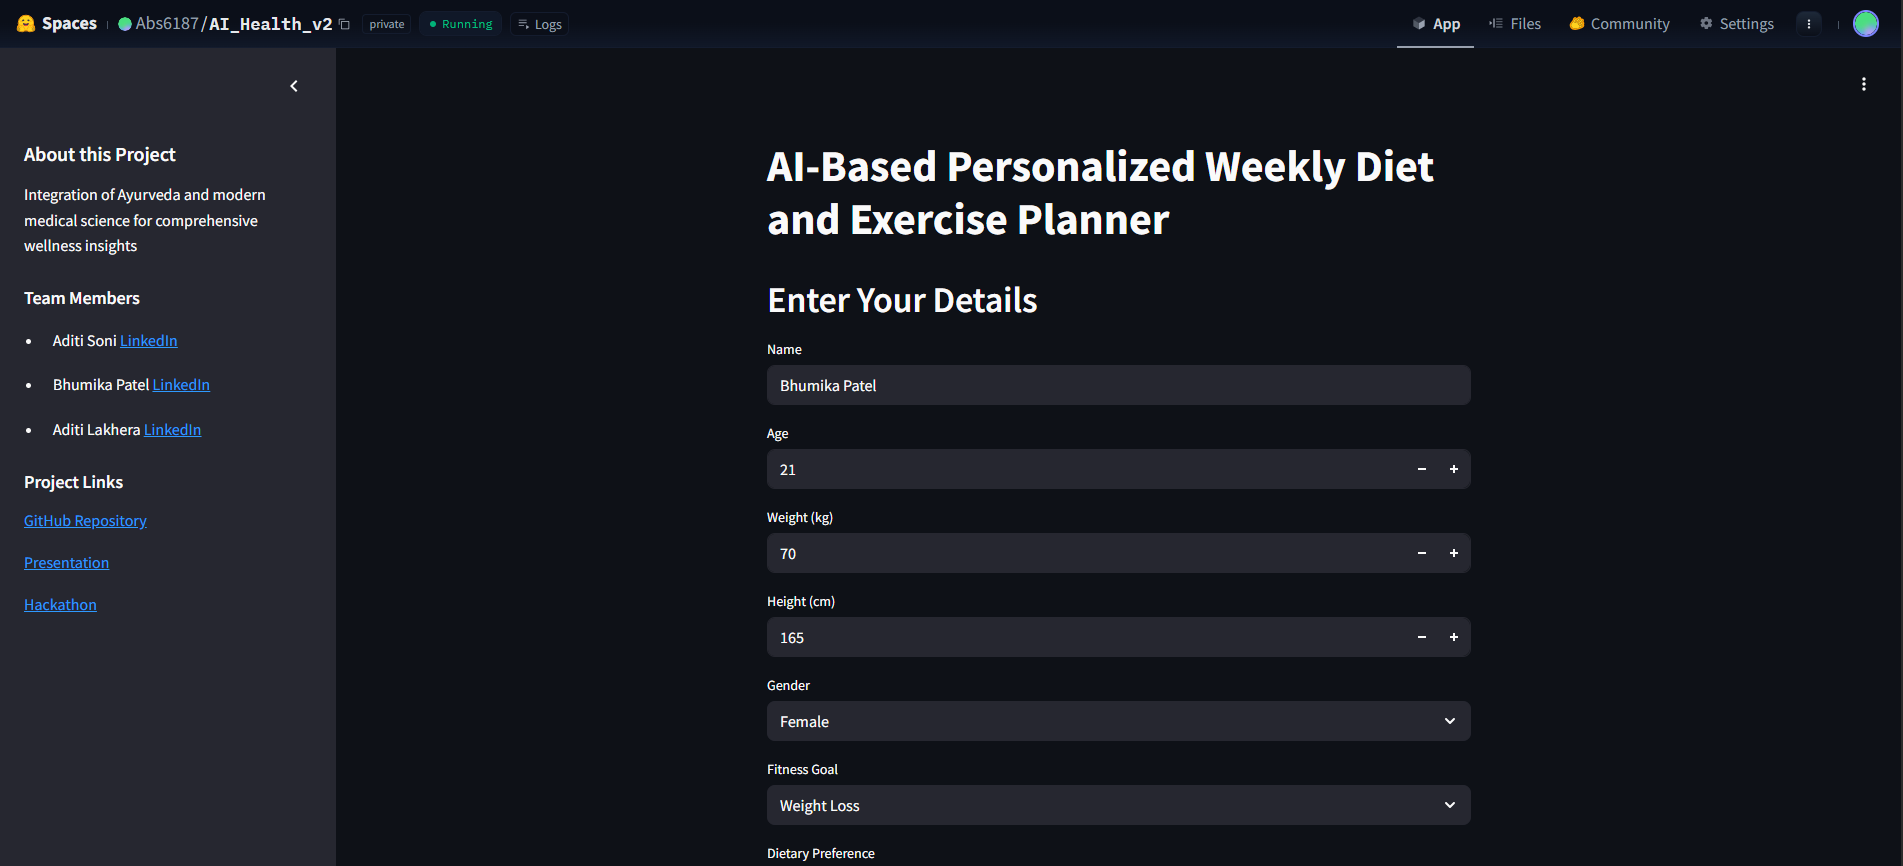 Spaces Abs6187/AI_Health_v2 private Running Logs App Files Community Settings
About this Project
Integration of Ayurveda and modern
medical science for comprehensive
wellness insights
Team Members
Aditi Soni LinkedIn
Bhumika Patel LinkedIn
Aditi Lakhera LinkedIn
Project Links
GitHub Repository
Presentation
Hackathon
AI-Based Personalized Weekly Diet
and Exercise Planner
Enter Your Details
Name
Bhumika Patel
Age
21
Weight (kg)
70
Height (cm)
165
Gender
Female
Fitness Goal
Weight Loss
Dietary Preference